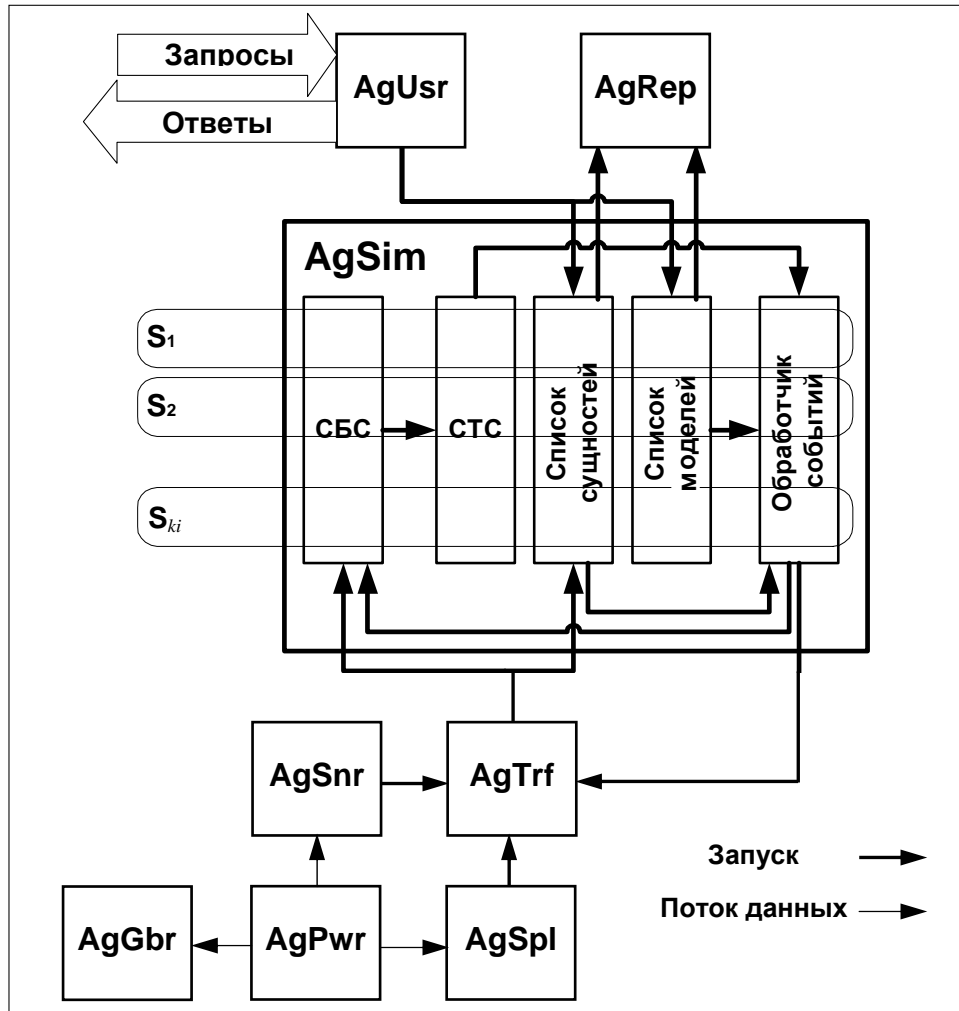 Запросы
Ответы
AgUsr
AgRep
AgSim
S1
S2
Ski
СБС
СТС
Список
сущностей
Список
моделей
Обработчик
событий
AgSnr
AgTrf
Запуск
Поток данных
AgGbr
AgPwr
AgSpl